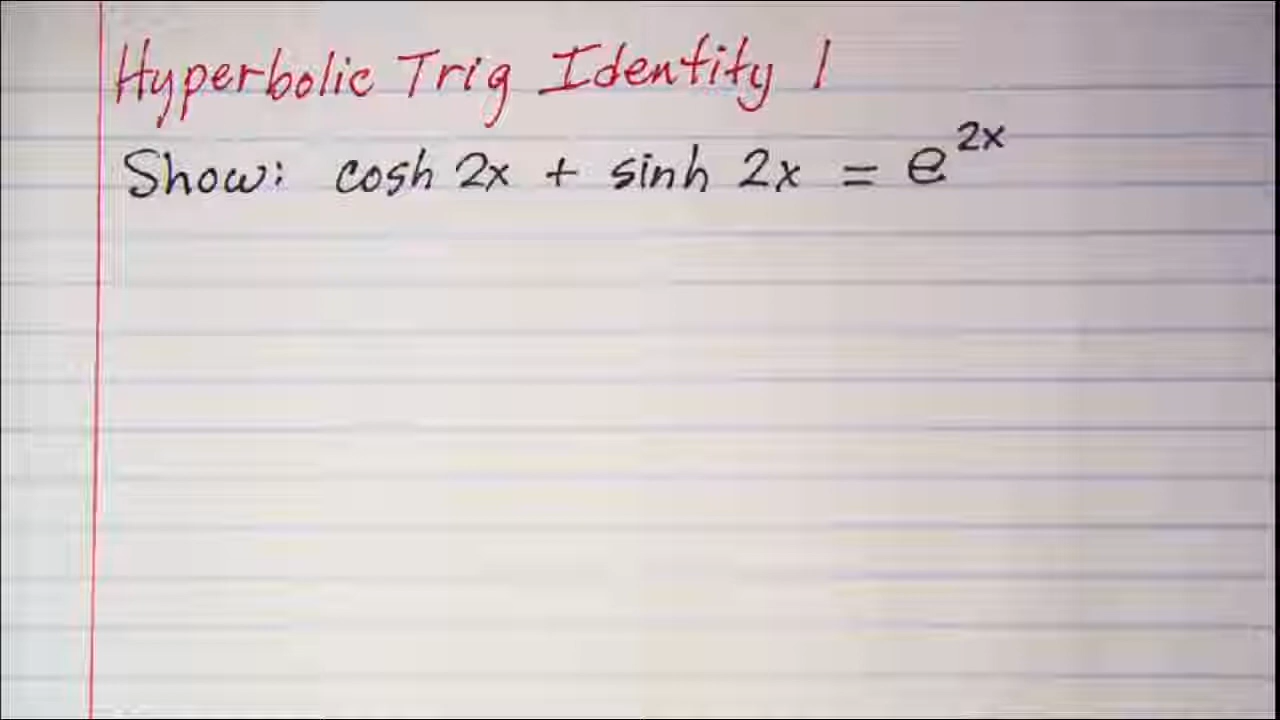 Hyperbolic Trig Identity 1
Show: cosh 2x + sinh 2x = e^2x